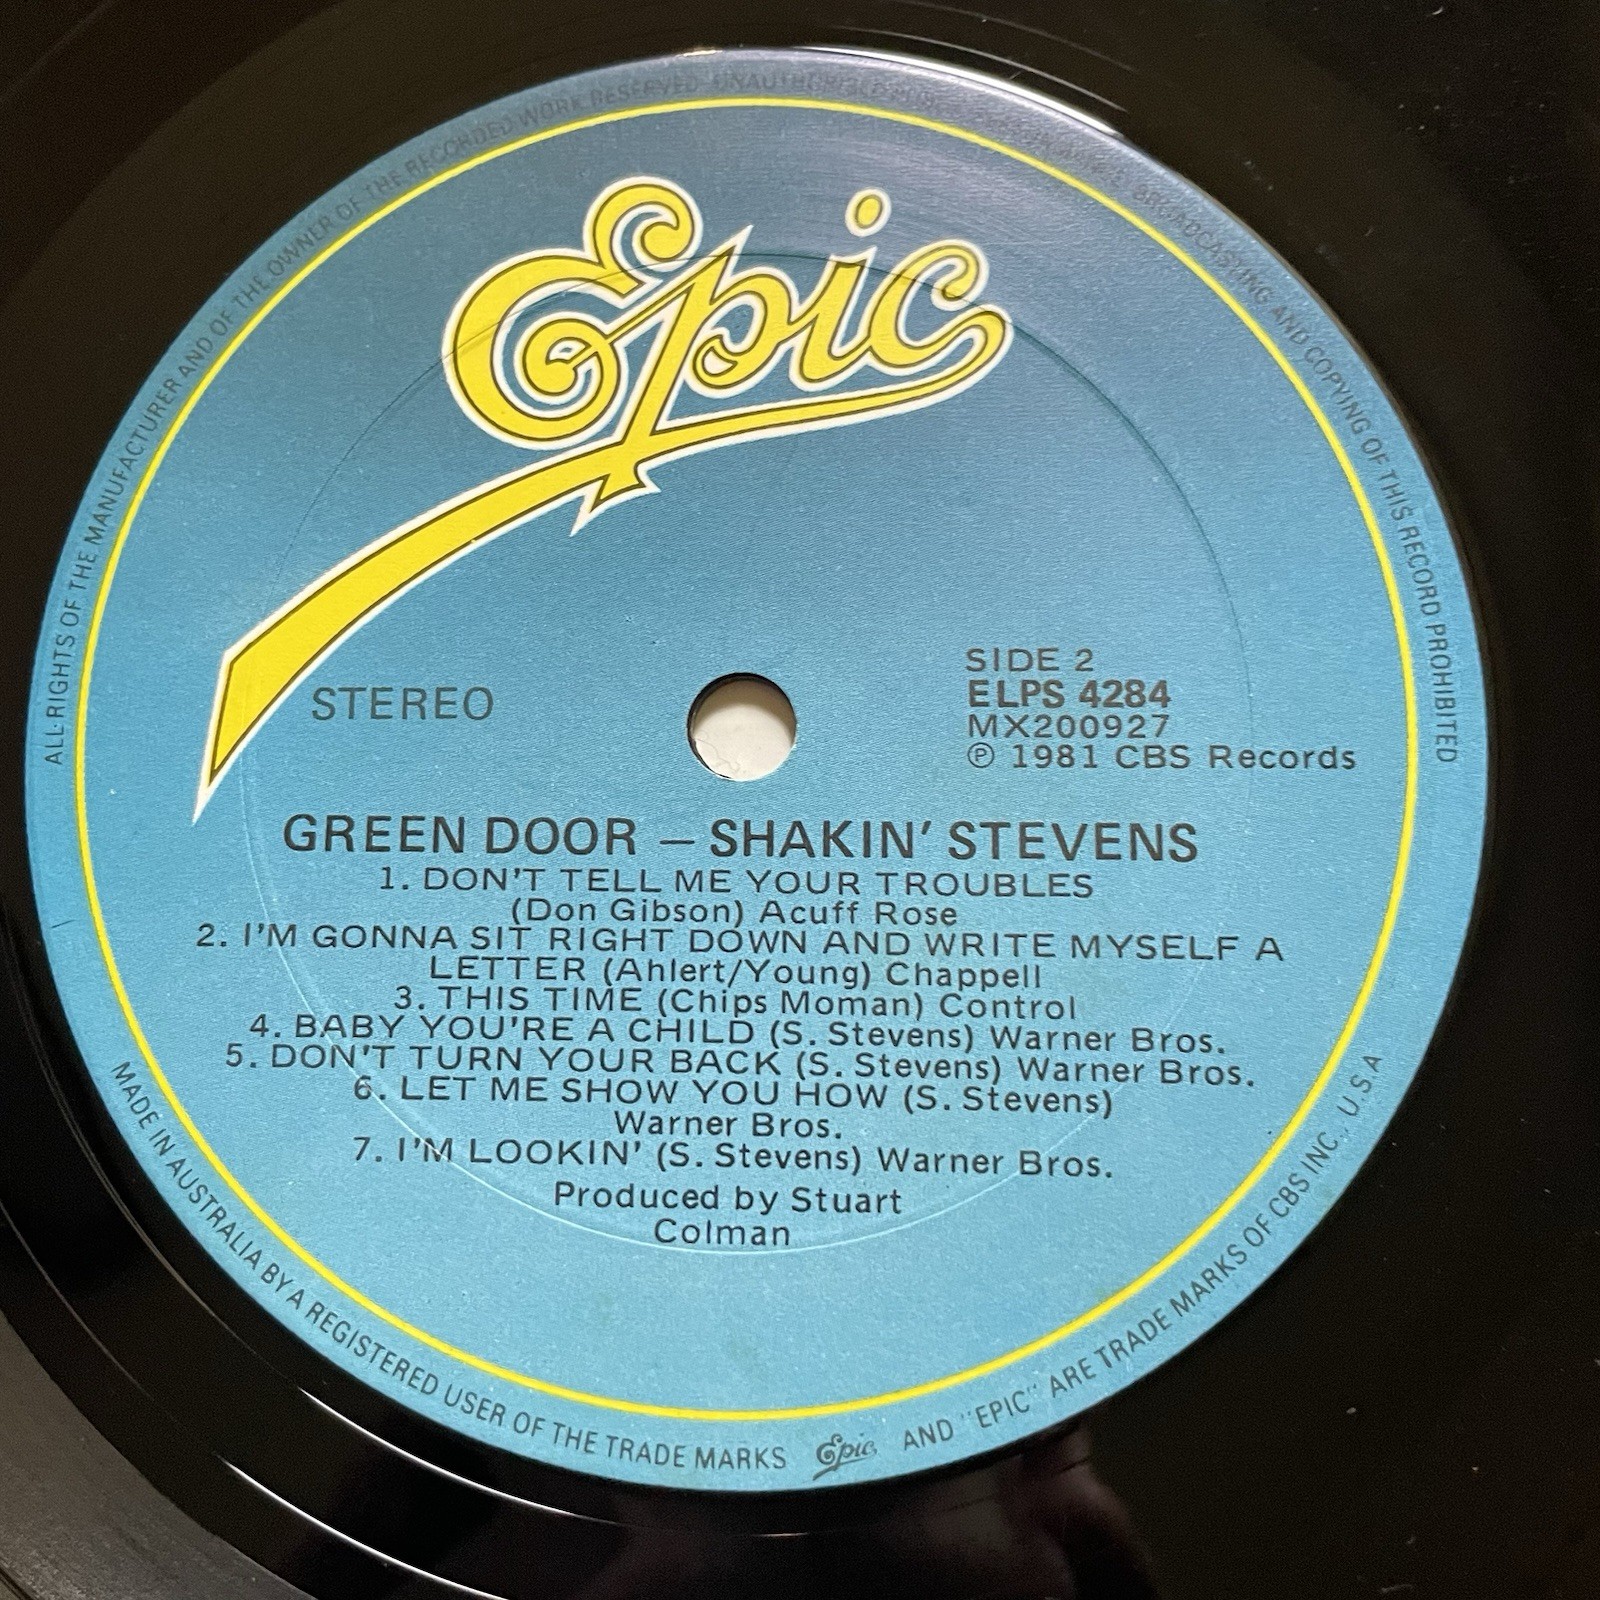 ALL RIGHTS OF THE MANUFACTURER AND OF THE OWNER OF THE RECORDED WORK RESERVED UNAUTHORISED BROADCASTING AND COPYING OF THIS RECORD PROHIBITED
Epic
STEREO
SIDE 2
ELPS 4284
MX200927
℗ 1981 CBS Records
GREEN DOOR – SHAKIN' STEVENS
1. DON'T TELL ME YOUR TROUBLES
(Don Gibson) Acuff Rose
2. I'M GONNA SIT RIGHT DOWN AND WRITE MYSELF A
LETTER (Ahlert/Young) Chappell
3. THIS TIME (Chips Moman) Control
4. BABY YOU'RE A CHILD (S. Stevens) Warner Bros.
5. DON'T TURN YOUR BACK (S. Stevens) Warner Bros.
6. LET ME SHOW YOU HOW (S. Stevens)
Warner Bros.
7. I'M LOOKIN' (S. Stevens) Warner Bros.
Produced by Stuart
Colman
MADE IN AUSTRALIA BY A REGISTERED USER OF THE TRADE MARKS Epic AND "EPIC" ARE TRADE MARKS OF CBS INC., U.S.A